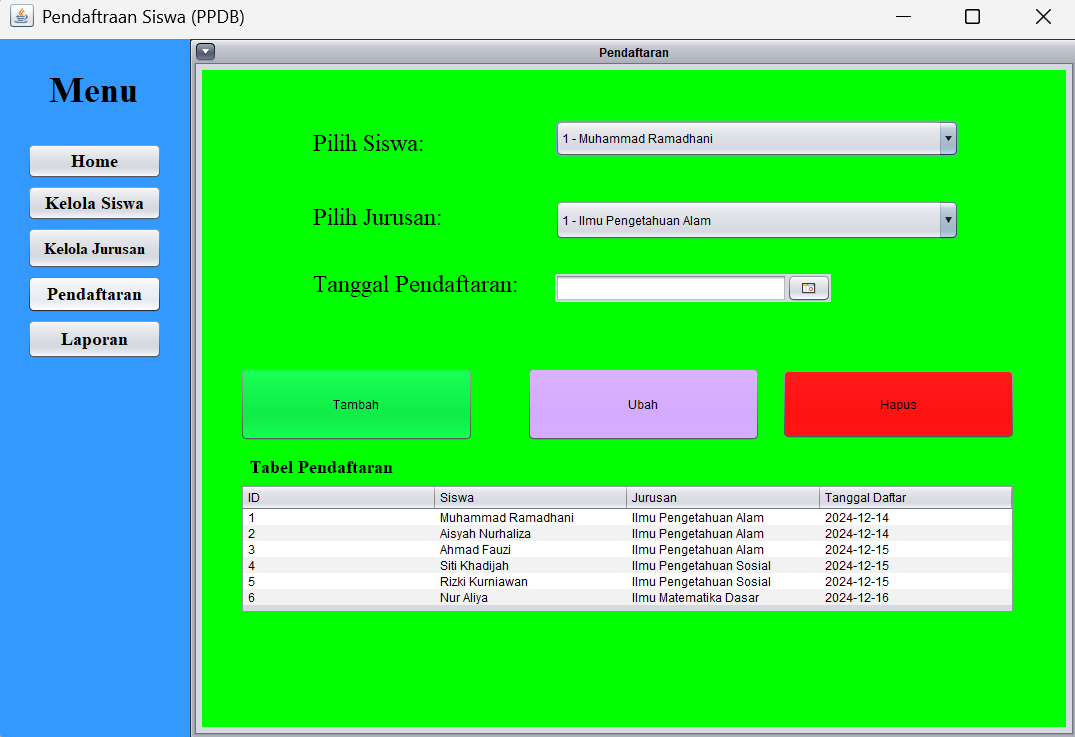 Pendaftraan Siswa (PPDB)
Menu
Home
Kelola Siswa
Kelola Jurusan
Pendaftaran
Laporan
Pendaftaran
Pilih Siswa:
1 - Muhammad Ramadhani
Pilih Jurusan:
1 - Ilmu Pengetahuan Alam
Tanggal Pendaftaran:
Tambah
Ubah
Hapus
Tabel Pendaftaran
ID Siswa Jurusan Tanggal Daftar
1 Muhammad Ramadhani Ilmu Pengetahuan Alam 2024-12-14
2 Aisyah Nurhaliza Ilmu Pengetahuan Alam 2024-12-14
3 Ahmad Fauzi Ilmu Pengetahuan Alam 2024-12-15
4 Siti Khadijah Ilmu Pengetahuan Sosial 2024-12-15
5 Rizki Kurniawan Ilmu Pengetahuan Sosial 2024-12-15
6 Nur Aliya Ilmu Matematika Dasar 2024-12-16